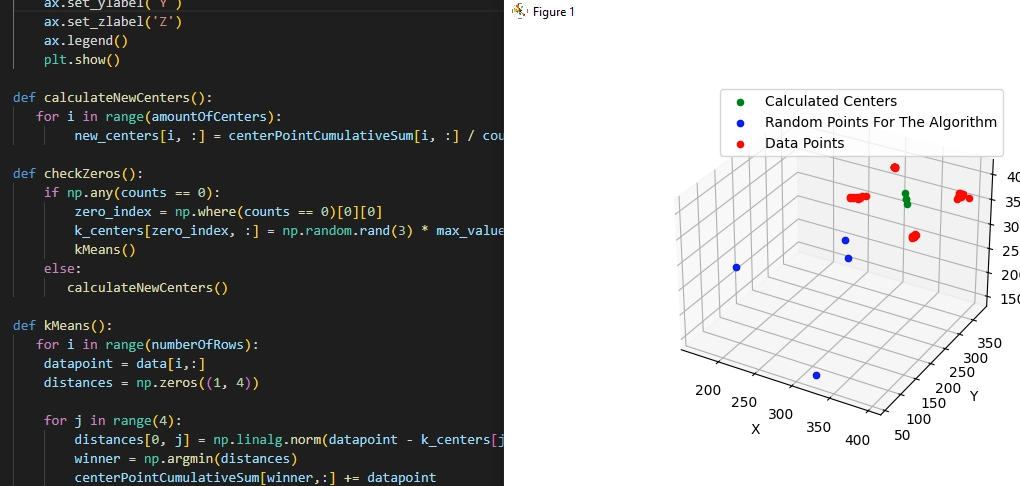 ax.set_ylabel('Y')
ax.set_zlabel('Z')
ax.legend()
plt.show()
def calculateNewCenters():
for i in range(amountOfCenters):
new_centers[i, :] = centerPointCumulativeSum[i, :] / cou
def checkZeros():
if np.any(counts == 0):
zero_index = np.where(counts == 0)[0][0]
k_centers[zero_index, :] = np.random.rand(3) * max_value
kMeans()
else:
calculateNewCenters()
def kMeans():
for i in range(numberOfRows):
datapoint = data[i,:]
distances = np.zeros((1, 4))
for j in range(4):
distances[0, j] = np.linalg.norm(datapoint - k_centers[j
winner = np.argmin(distances)
centerPointCumulativeSum[winner,:] += datapoint
Figure 1
Calculated Centers
Random Points For The Algorithm
Data Points
40
35
30
25
20
150
350
300
250
200
150
100
50
Y
200
250
300
350
400
X